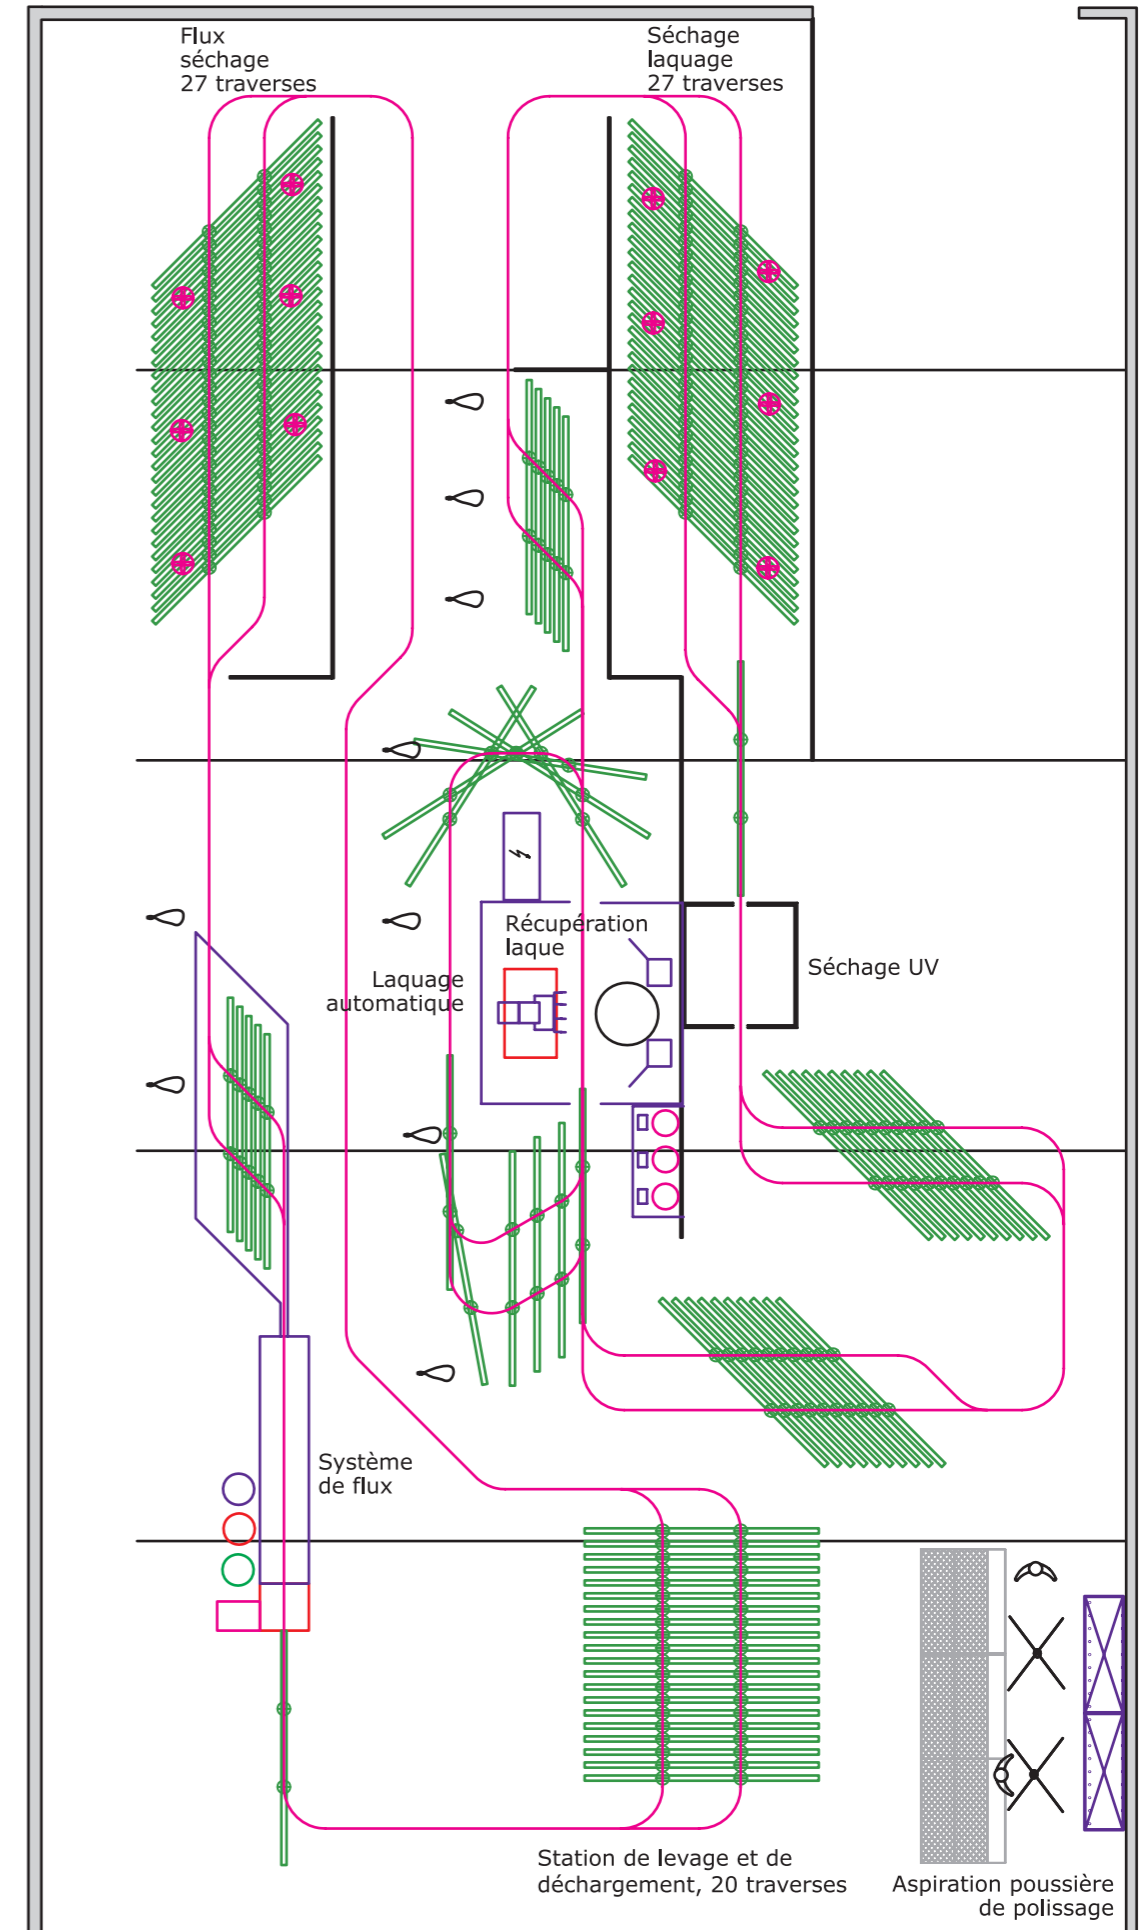 Flux
séchage
27 traverses
Séchage
laquage
27 traverses
Récupération
laque
Laquage
automatique
Séchage UV
Système
de flux
Station de levage et de
déchargement, 20 traverses
Aspiration poussière
de polissage